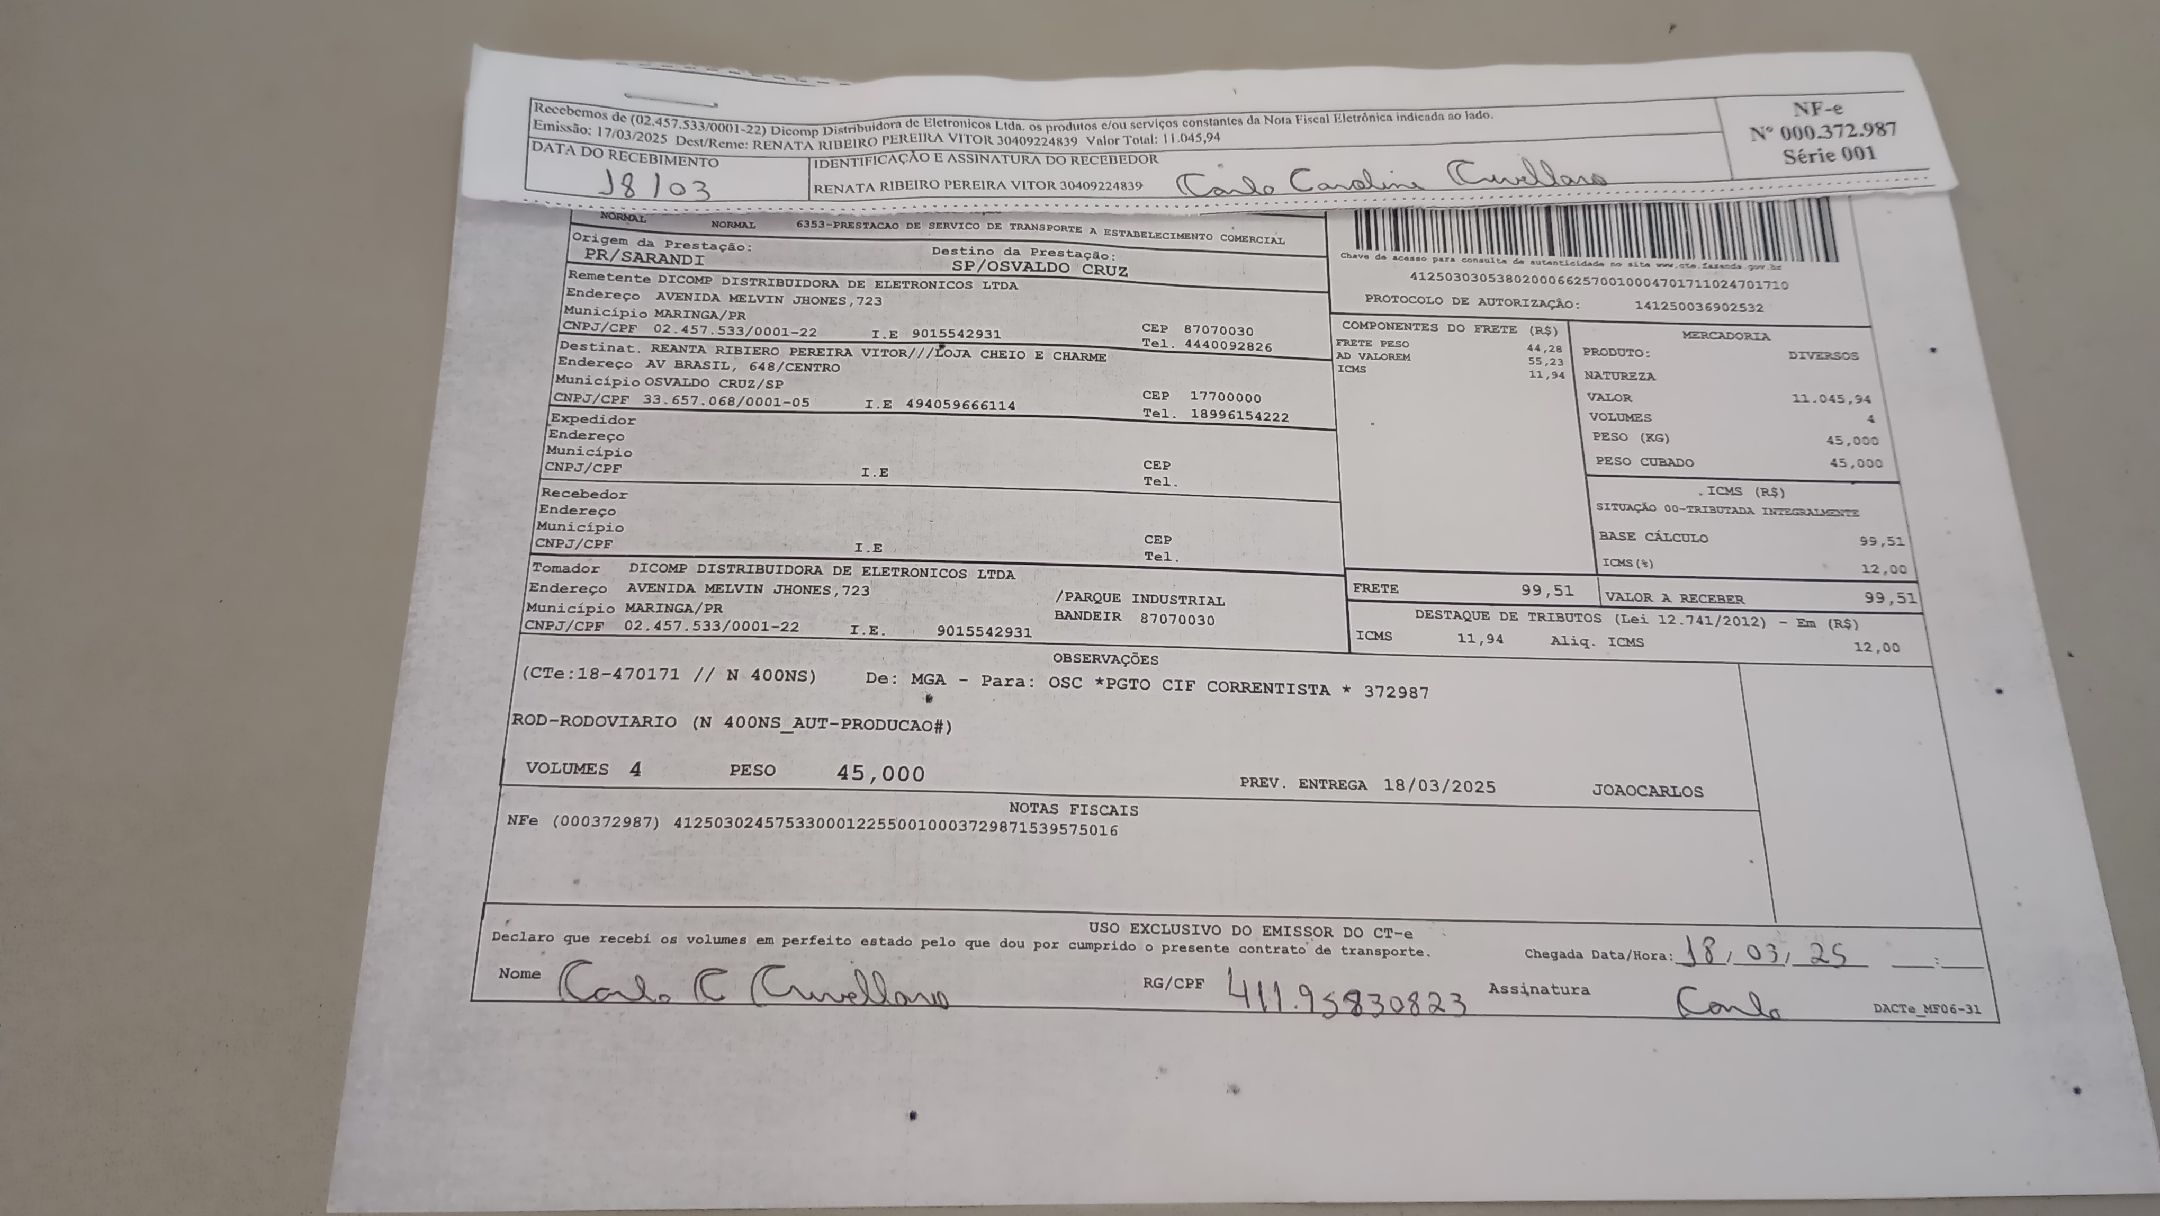 Recebemos de (02.457.533/0001-22) Dicomp Distribuidora de Eletronicos Ltda. os produtos e/ou serviços constantes da Nota Fiscal Eletrônica indicada ao lado.
Emissão: 17/03/2025 Dest/Reme: RENATA RIBEIRO PEREIRA VITOR 30409224839 Valor Total: 11.045,94
NF-e
Nº 000.372.987
Série 001
DATA DO RECEBIMENTO
18/03
IDENTIFICAÇÃO E ASSINATURA DO RECEBEDOR
RENATA RIBEIRO PEREIRA VITOR 30409224839
NORMAL NORMAL 6353-PRESTACAO DE SERVICO DE TRANSPORTE A ESTABELECIMENTO COMERCIAL
Origem da Prestação: Destino da Prestação:
PR/SARANDI SP/OSVALDO CRUZ
Remetente DICOMP DISTRIBUIDORA DE ELETRONICOS LTDA
Endereço AVENIDA MELVIN JHONES,723
Município MARINGA/PR CEP 87070030
CNPJ/CPF 02.457.533/0001-22 I.E 9015542931 Tel. 4440092826
Destinat. REANTA RIBIERO PEREIRA VITOR///LOJA CHEIO E CHARME
Endereço AV BRASIL, 648/CENTRO
Município OSVALDO CRUZ/SP CEP 17700000
CNPJ/CPF 33.657.068/0001-05 I.E 494059666114 Tel. 18996154222
Expedidor
Endereço
Município CEP
CNPJ/CPF I.E Tel.
Recebedor
Endereço
Município CEP
CNPJ/CPF I.E Tel.
Tomador DICOMP DISTRIBUIDORA DE ELETRONICOS LTDA
Endereço AVENIDA MELVIN JHONES,723 /PARQUE INDUSTRIAL
Município MARINGA/PR BANDEIR 87070030
CNPJ/CPF 02.457.533/0001-22 I.E. 9015542931
Chave de acesso para consulta de autenticidade no site www.cte.fazenda.gov.br
41250303053802000662570010004701711024701710
PROTOCOLO DE AUTORIZAÇÃO: 141250036902532
COMPONENTES DO FRETE (R$)
FRETE PESO 44,28
AD VALOREM 55,23
ICMS 11,94
MERCADORIA
PRODUTO: DIVERSOS
NATUREZA
VALOR 11.045,94
VOLUMES 4
PESO (KG) 45,000
PESO CUBADO 45,000
ICMS (R$)
SITUAÇÃO 00-TRIBUTADA INTEGRALMENTE
BASE CÁLCULO 99,51
ICMS(%) 12,00
FRETE 99,51 VALOR A RECEBER 99,51
DESTAQUE DE TRIBUTOS (Lei 12.741/2012) - Em (R$)
ICMS 11,94 Aliq. ICMS 12,00
OBSERVAÇÕES
(CTe:18-470171 // N 400NS) De: MGA - Para: OSC *PGTO CIF CORRENTISTA * 372987
ROD-RODOVIARIO (N 400NS_AUT-PRODUCAO#)
VOLUMES 4 PESO 45,000 PREV. ENTREGA 18/03/2025 JOAOCARLOS
NOTAS FISCAIS
NFe (000372987) 41250302457533000122550010003729871539575016
USO EXCLUSIVO DO EMISSOR DO CT-e
Declaro que recebi os volumes em perfeito estado pelo que dou por cumprido o presente contrato de transporte. Chegada Data/Hora: 18/03/25 __:__
Nome RG/CPF 411.95830823 Assinatura DACTe_MF06-31